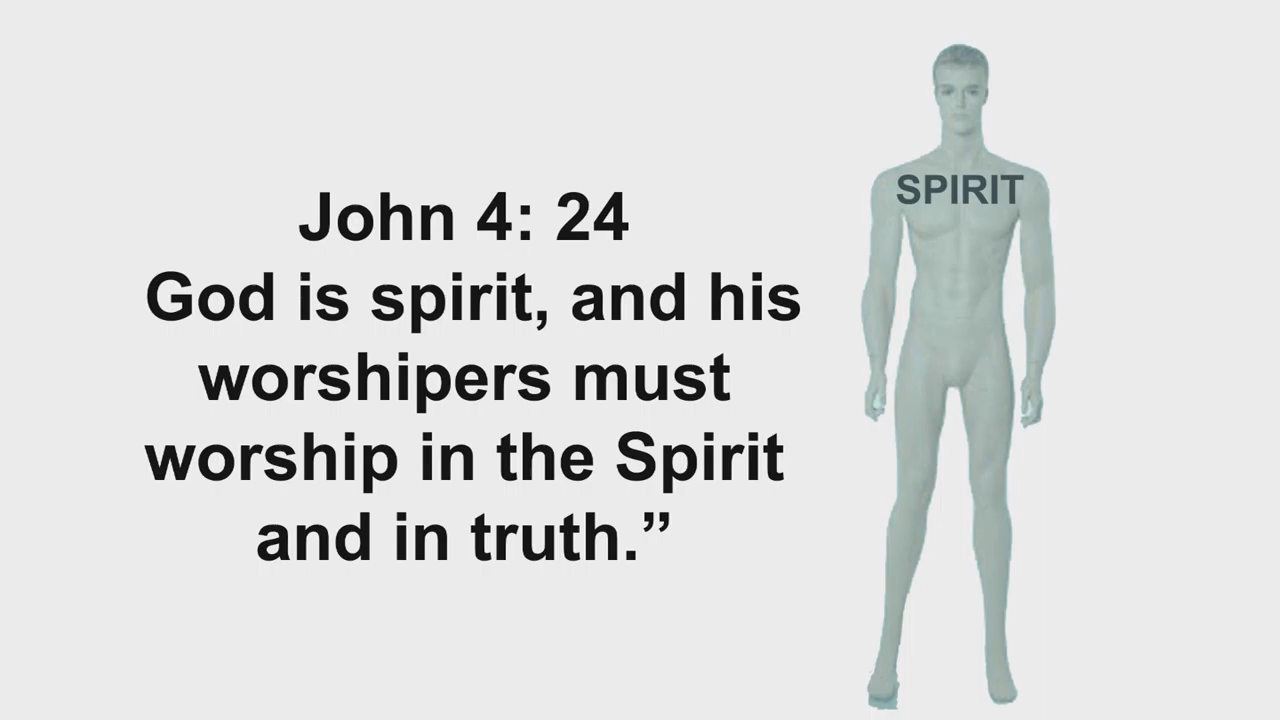 John 4: 24
God is spirit, and his
worshipers must
worship in the Spirit
and in truth.”
SPIRIT